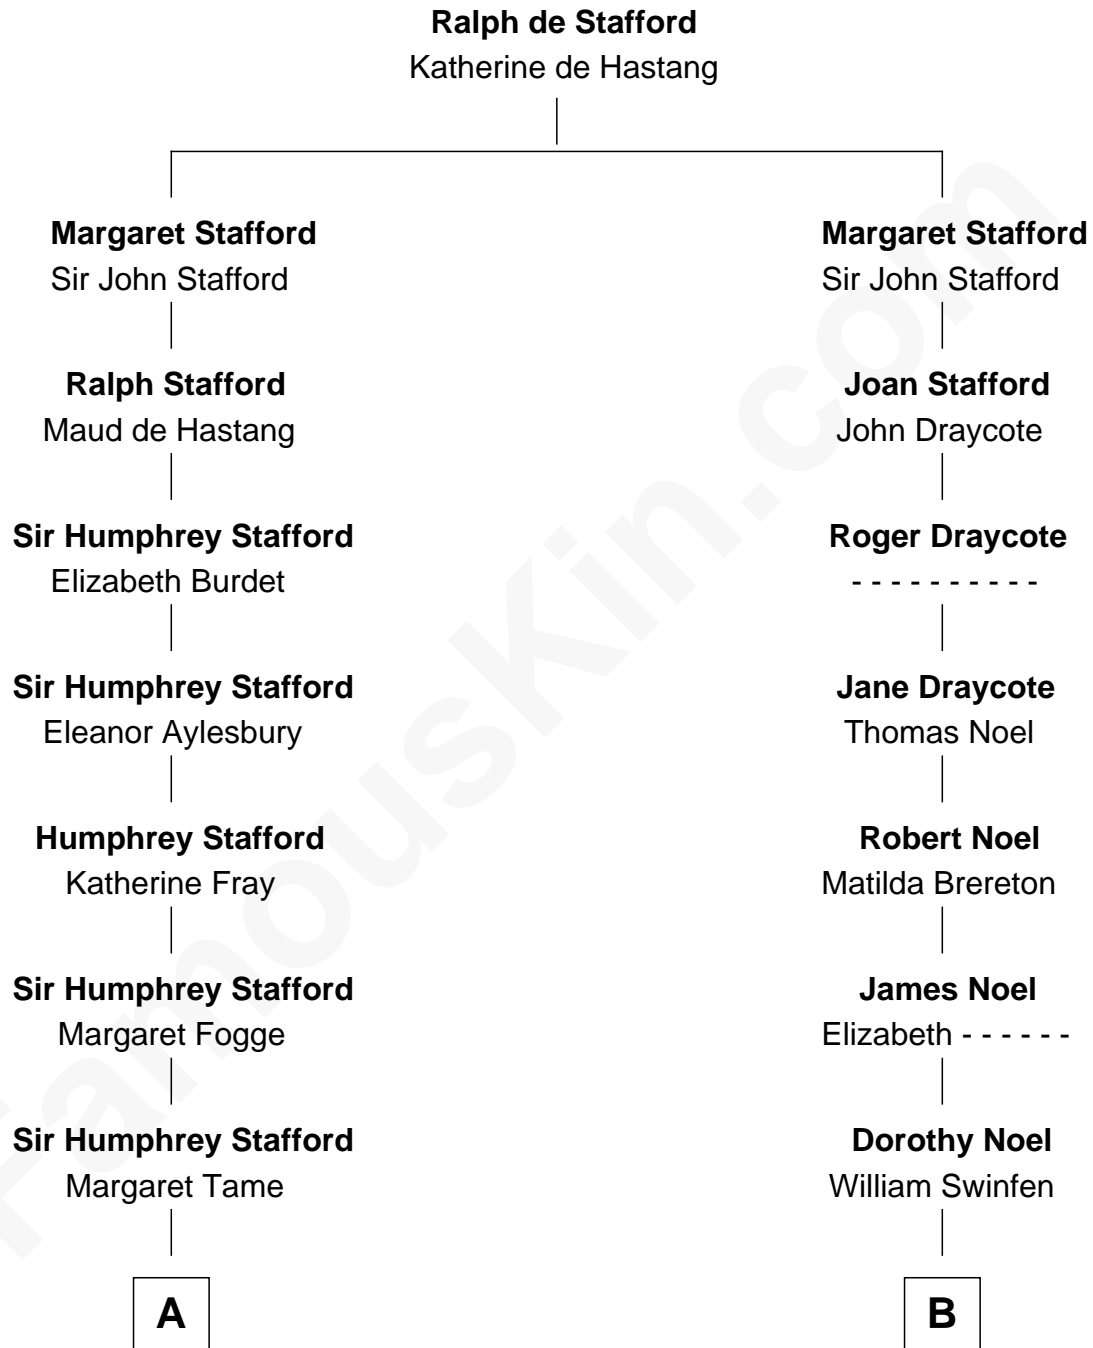 Ralph de Stafford
Katherine de Hastang
Margaret Stafford
Sir John Stafford
Ralph Stafford
Maud de Hastang
Sir Humphrey Stafford
Elizabeth Burdet
Sir Humphrey Stafford
Eleanor Aylesbury
Humphrey Stafford
Katherine Fray
Sir Humphrey Stafford
Margaret Fogge
Sir Humphrey Stafford
Margaret Tame
A
Margaret Stafford
Sir John Stafford
Joan Stafford
John Draycote
Roger Draycote
- - - - - - - - - -
Jane Draycote
Thomas Noel
Robert Noel
Matilda Brereton
James Noel
Elizabeth - - - - - -
Dorothy Noel
William Swinfen
B
FamousKin.com